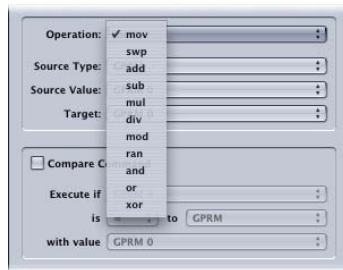 Operation: ✓ mov
swp
Source Type: add
Source Value: sub
mul
Target: div
mod
ran
Compare and
Execute if or
xor
is = to GPRM
with value GPRM 0